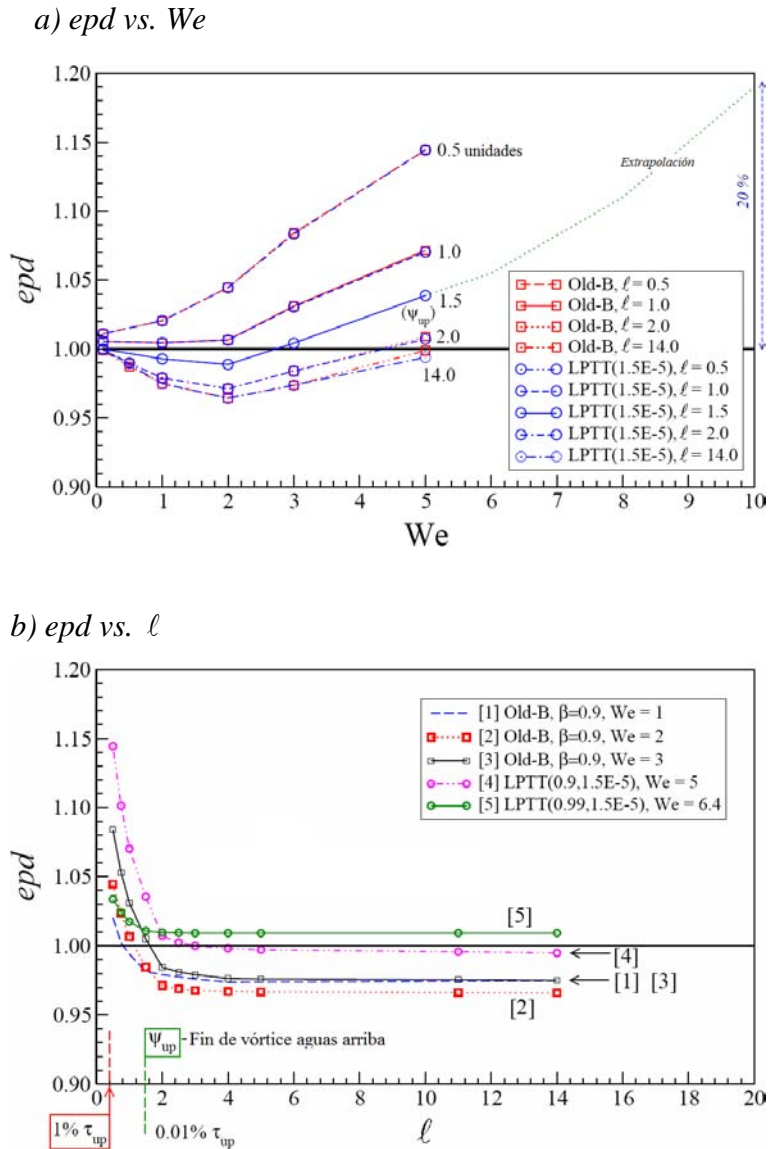 a) epd vs. We
1.20
1.15
1.10
1.05
1.00
0.95
0.90
epd
0.5 unidades
1.0
1.5
(ψup)
2.0
14.0
Extrapolación
20 %
Old-B, ℓ = 0.5
Old-B, ℓ = 1.0
Old-B, ℓ = 2.0
Old-B, ℓ = 14.0
LPTT(1.5E-5), ℓ = 0.5
LPTT(1.5E-5), ℓ = 1.0
LPTT(1.5E-5), ℓ = 1.5
LPTT(1.5E-5), ℓ = 2.0
LPTT(1.5E-5), ℓ = 14.0
0 1 2 3 4 5 6 7 8 9 10
We
b) epd vs. ℓ
1.20
1.15
1.10
1.05
1.00
0.95
0.90
epd
[1] Old-B, β=0.9, We = 1
[2] Old-B, β=0.9, We = 2
[3] Old-B, β=0.9, We = 3
[4] LPTT(0.9,1.5E-5), We = 5
[5] LPTT(0.99,1.5E-5), We = 6.4
[5]
[4]
[1] [3]
[2]
Ψup -Fin de vórtice aguas arriba
0 2 4 6 8 10 12 14 16 18 20
1% τup
0.01% τup
ℓ